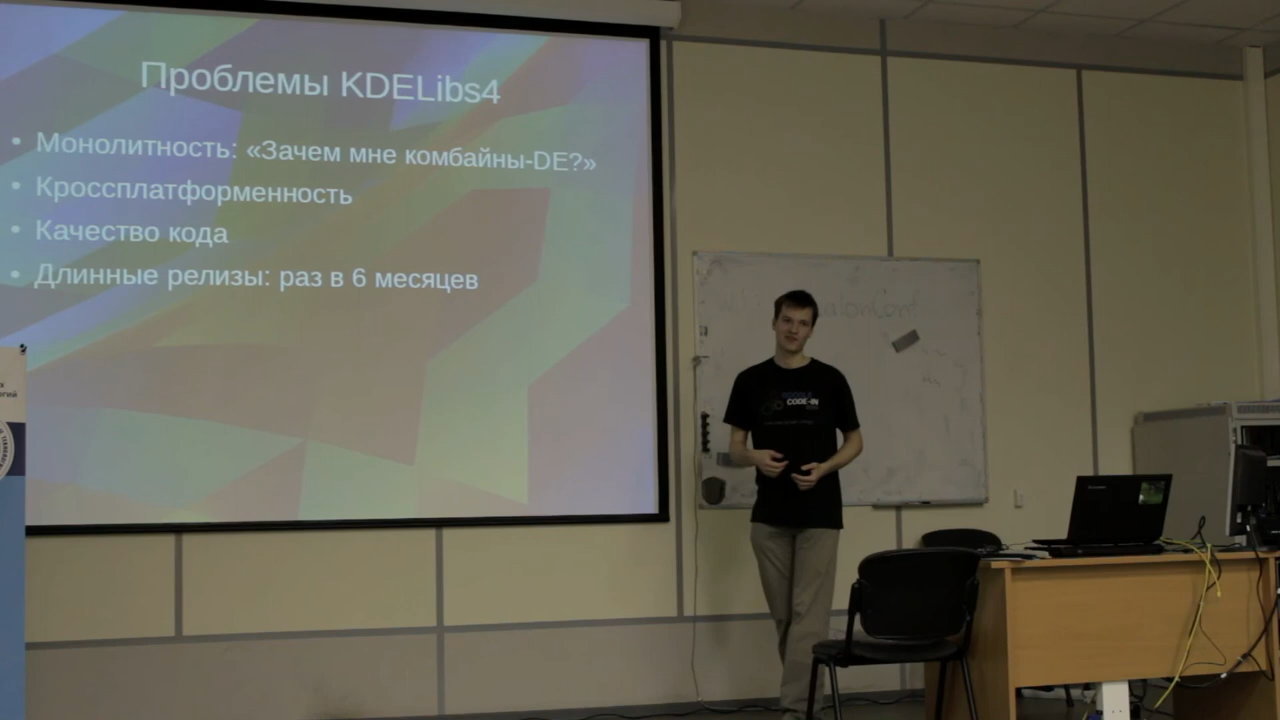 Проблемы KDELibs4
• Монолитность: «Зачем мне комбайны-DE?»
• Кроссплатформенность
• Качество кода
• Длинные релизы: раз в 6 месяцев
CODE-IN